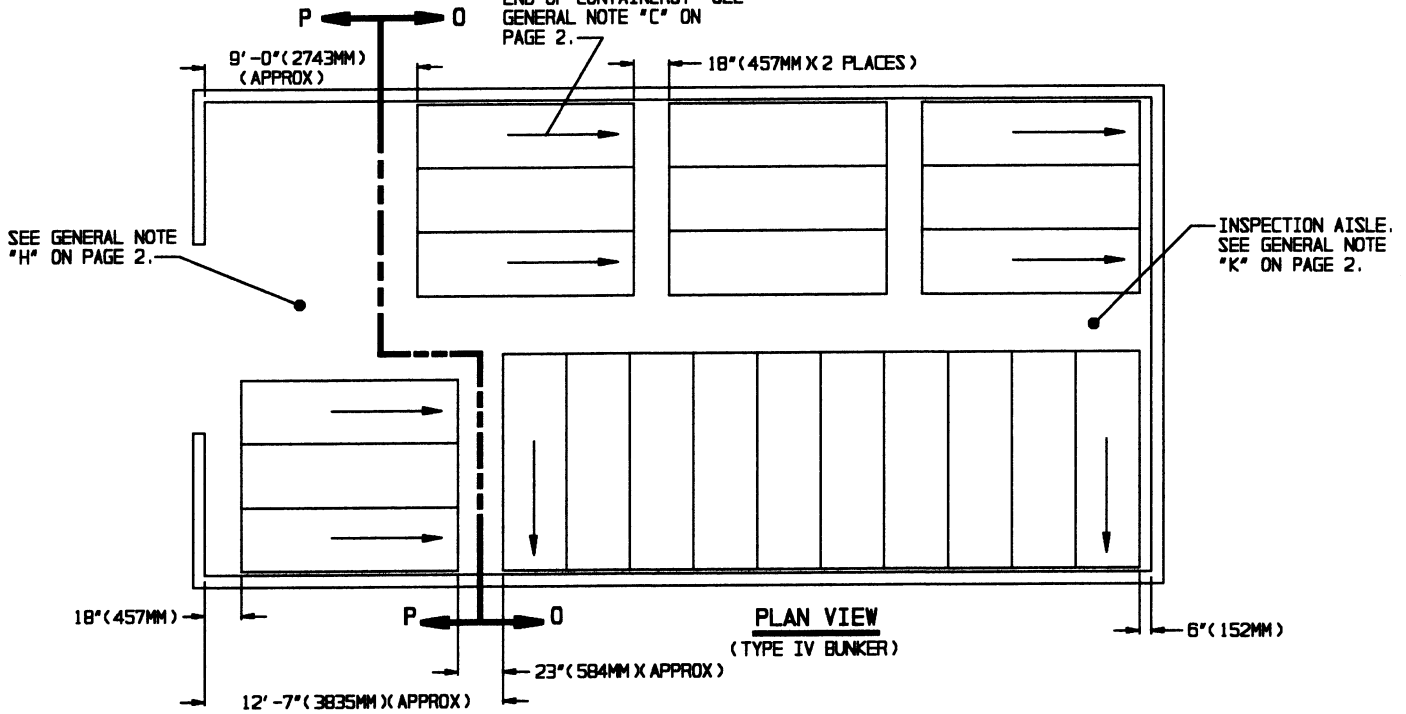 END OF CONTAINERS? SEE
GENERAL NOTE "C" ON
PAGE 2.
P
O
9'-0"(2743MM)
(APPROX)
18"(457MM X 2 PLACES)
SEE GENERAL NOTE
"H" ON PAGE 2.
INSPECTION AISLE.
SEE GENERAL NOTE
"K" ON PAGE 2.
18"(457MM)
P
O
PLAN VIEW
(TYPE IV BUNKER)
6"(152MM)
23"(584MM X APPROX)
12'-7"(3835MM)(APPROX)